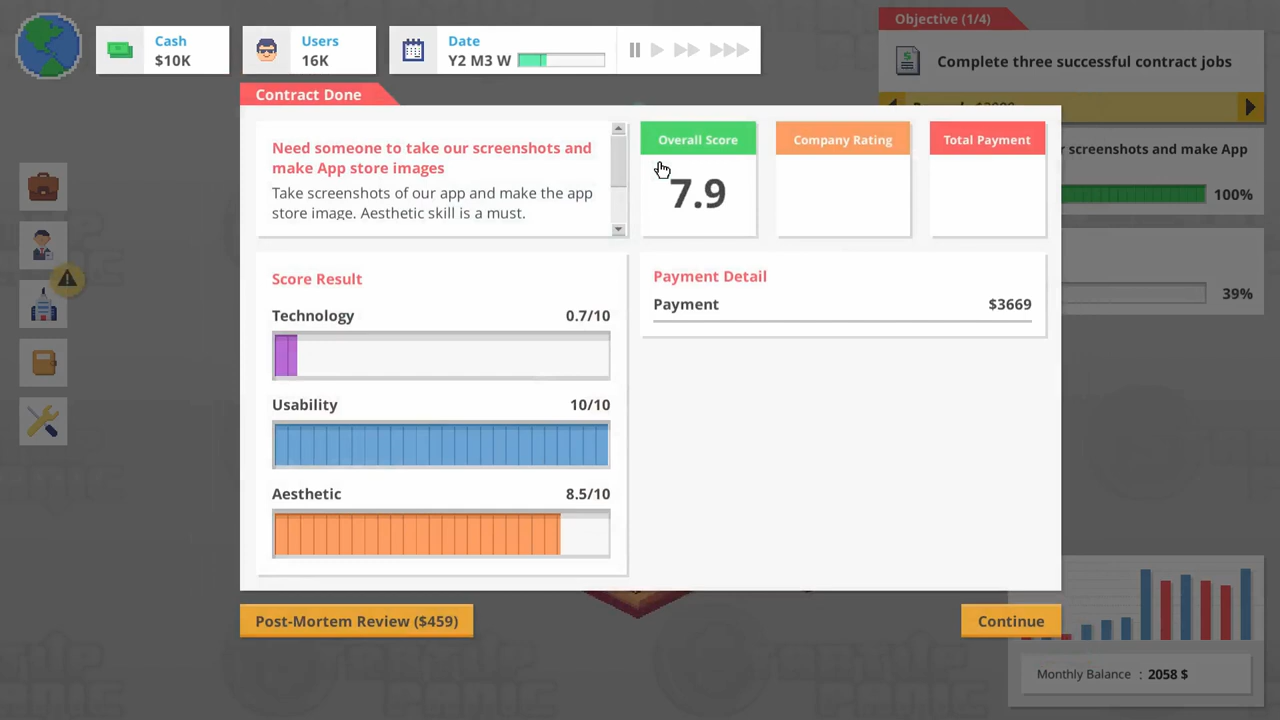 Cash
$10K
Users
16K
Date
Y2 M3 W
Objective (1/4)
Complete three successful contract jobs
Contract Done
Need someone to take our screenshots and
make App store images
Take screenshots of our app and make the app
store image. Aesthetic skill is a must.
Overall Score
7.9
Company Rating
Total Payment
screenshots and make App
100%
39%
Score Result
Technology 0.7/10
Usability 10/10
Aesthetic 8.5/10
Payment Detail
Payment $3669
Post-Mortem Review ($459)
Continue
Monthly Balance : 2058 $